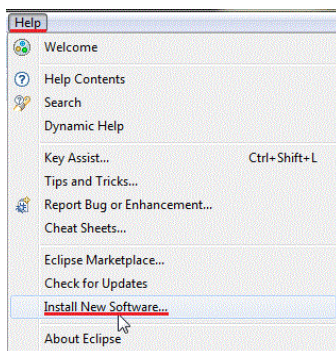 Help
Welcome
Help Contents
Search
Dynamic Help
Key Assist... Ctrl+Shift+L
Tips and Tricks...
Report Bug or Enhancement...
Cheat Sheets...
Eclipse Marketplace...
Check for Updates
Install New Software...
About Eclipse